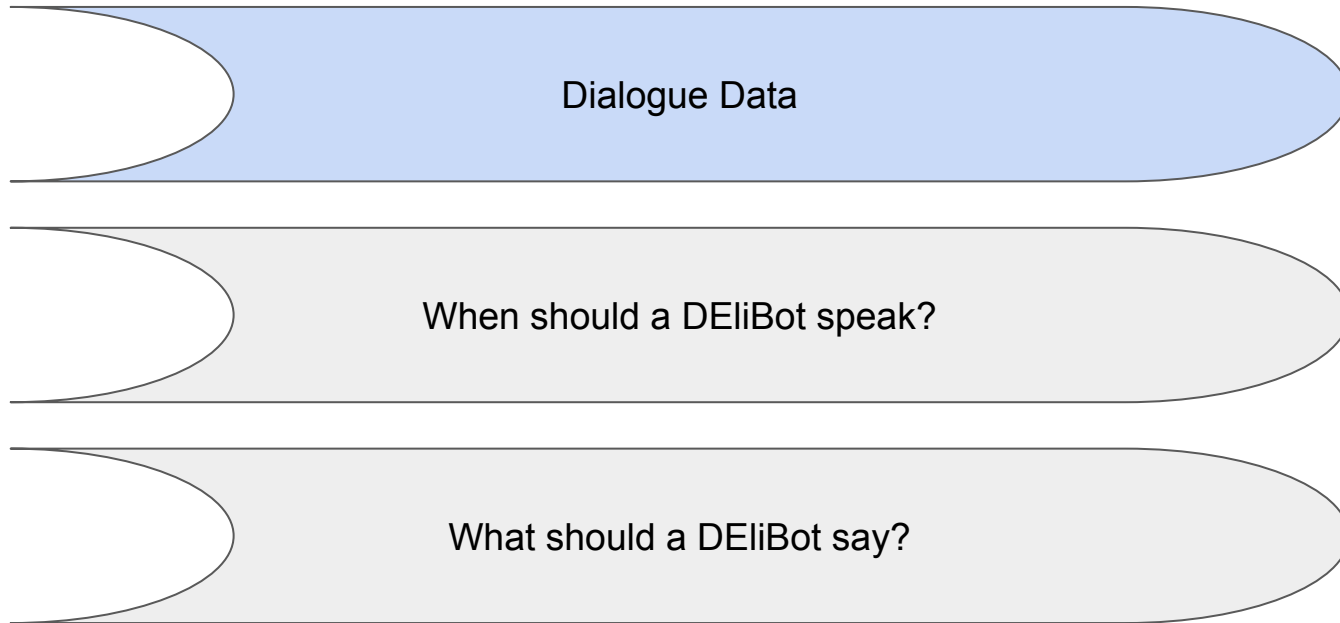 Dialogue Data
When should a DEliBot speak?
What should a DEliBot say?